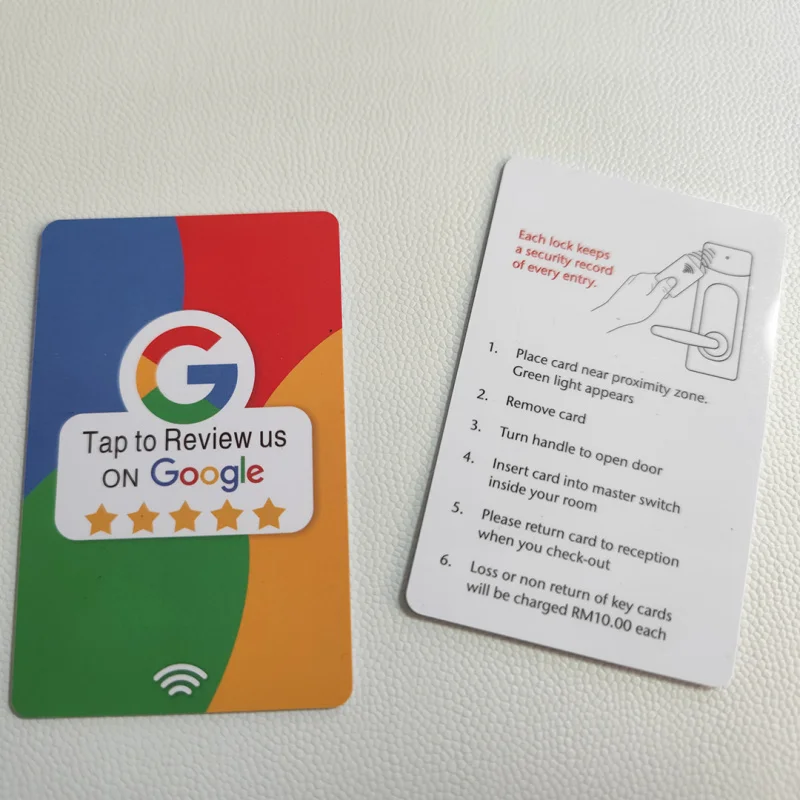 G
Tap to Review us
ON Google
Each lock keeps
a security record
of every entry.
1. Place card near proximity zone.
Green light appears
2. Remove card
3. Turn handle to open door
4. Insert card into master switch
inside your room
5. Please return card to reception
when you check-out
6. Loss or non return of key cards
will be charged RM10.00 each